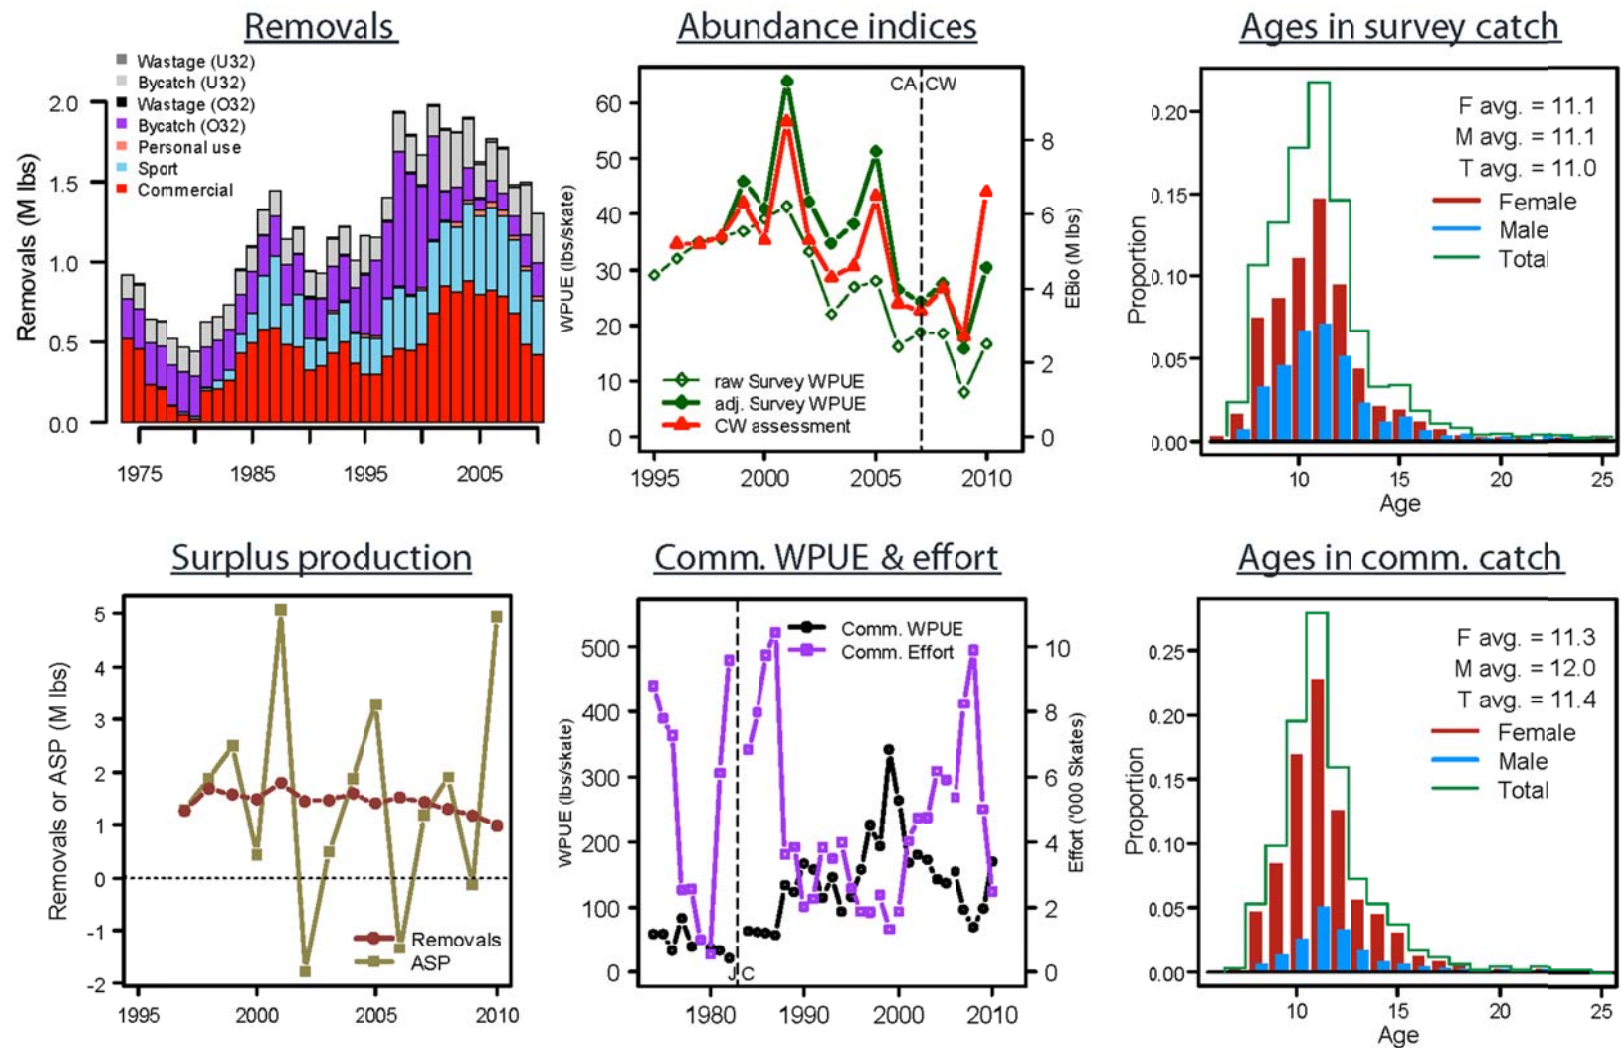 Removals
Wastage (U32)
Bycatch (U32)
Wastage (O32)
Bycatch (O32)
Personal use
Sport
Commercial
Removals (M lbs)
2.0
1.5
1.0
0.5
0.0
1975
1985
1995
2005
Abundance indices
WPUE (lbs/skate)
60
50
40
30
20
10
0
CA CW
raw Survey WPUE
adj. Survey WPUE
CW assessment
8
6
4
2
0
EBio (M lbs)
1995
2000
2005
2010
Ages in survey catch
Proportion
0.20
0.15
0.10
0.05
0.00
F avg. = 11.1
M avg. = 11.1
T avg. = 11.0
Female
Male
Total
10
15
20
25
Age
Surplus production
Removals or ASP (M lbs)
5
4
3
2
1
0
-1
-2
Removals
ASP
1995
2000
2005
2010
Comm. WPUE & effort
WPUE (lbs/skate)
500
400
300
200
100
0
Comm. WPUE
Comm. Effort
J C
10
8
6
4
2
0
Effort ('000 Skates)
1980
1990
2000
2010
Ages in comm. catch
Proportion
0.25
0.20
0.15
0.10
0.05
0.00
F avg. = 11.3
M avg. = 12.0
T avg. = 11.4
Female
Male
Total
10
15
20
25
Age